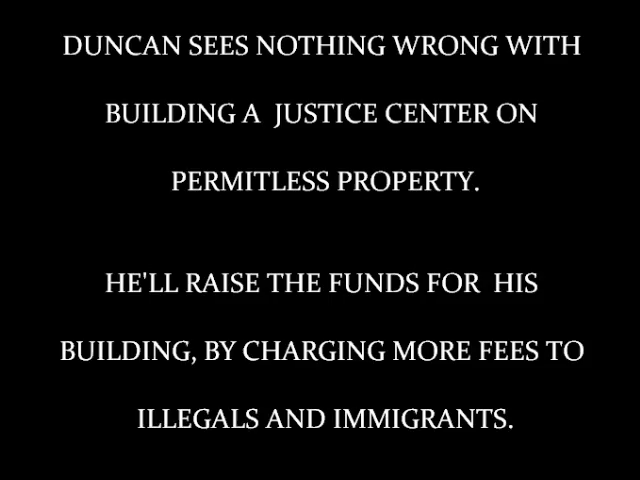 DUNCAN SEES NOTHING WRONG WITH
BUILDING A  JUSTICE CENTER ON
PERMITLESS PROPERTY.
HE'LL RAISE THE FUNDS FOR  HIS
BUILDING, BY CHARGING MORE FEES TO
ILLEGALS AND IMMIGRANTS.